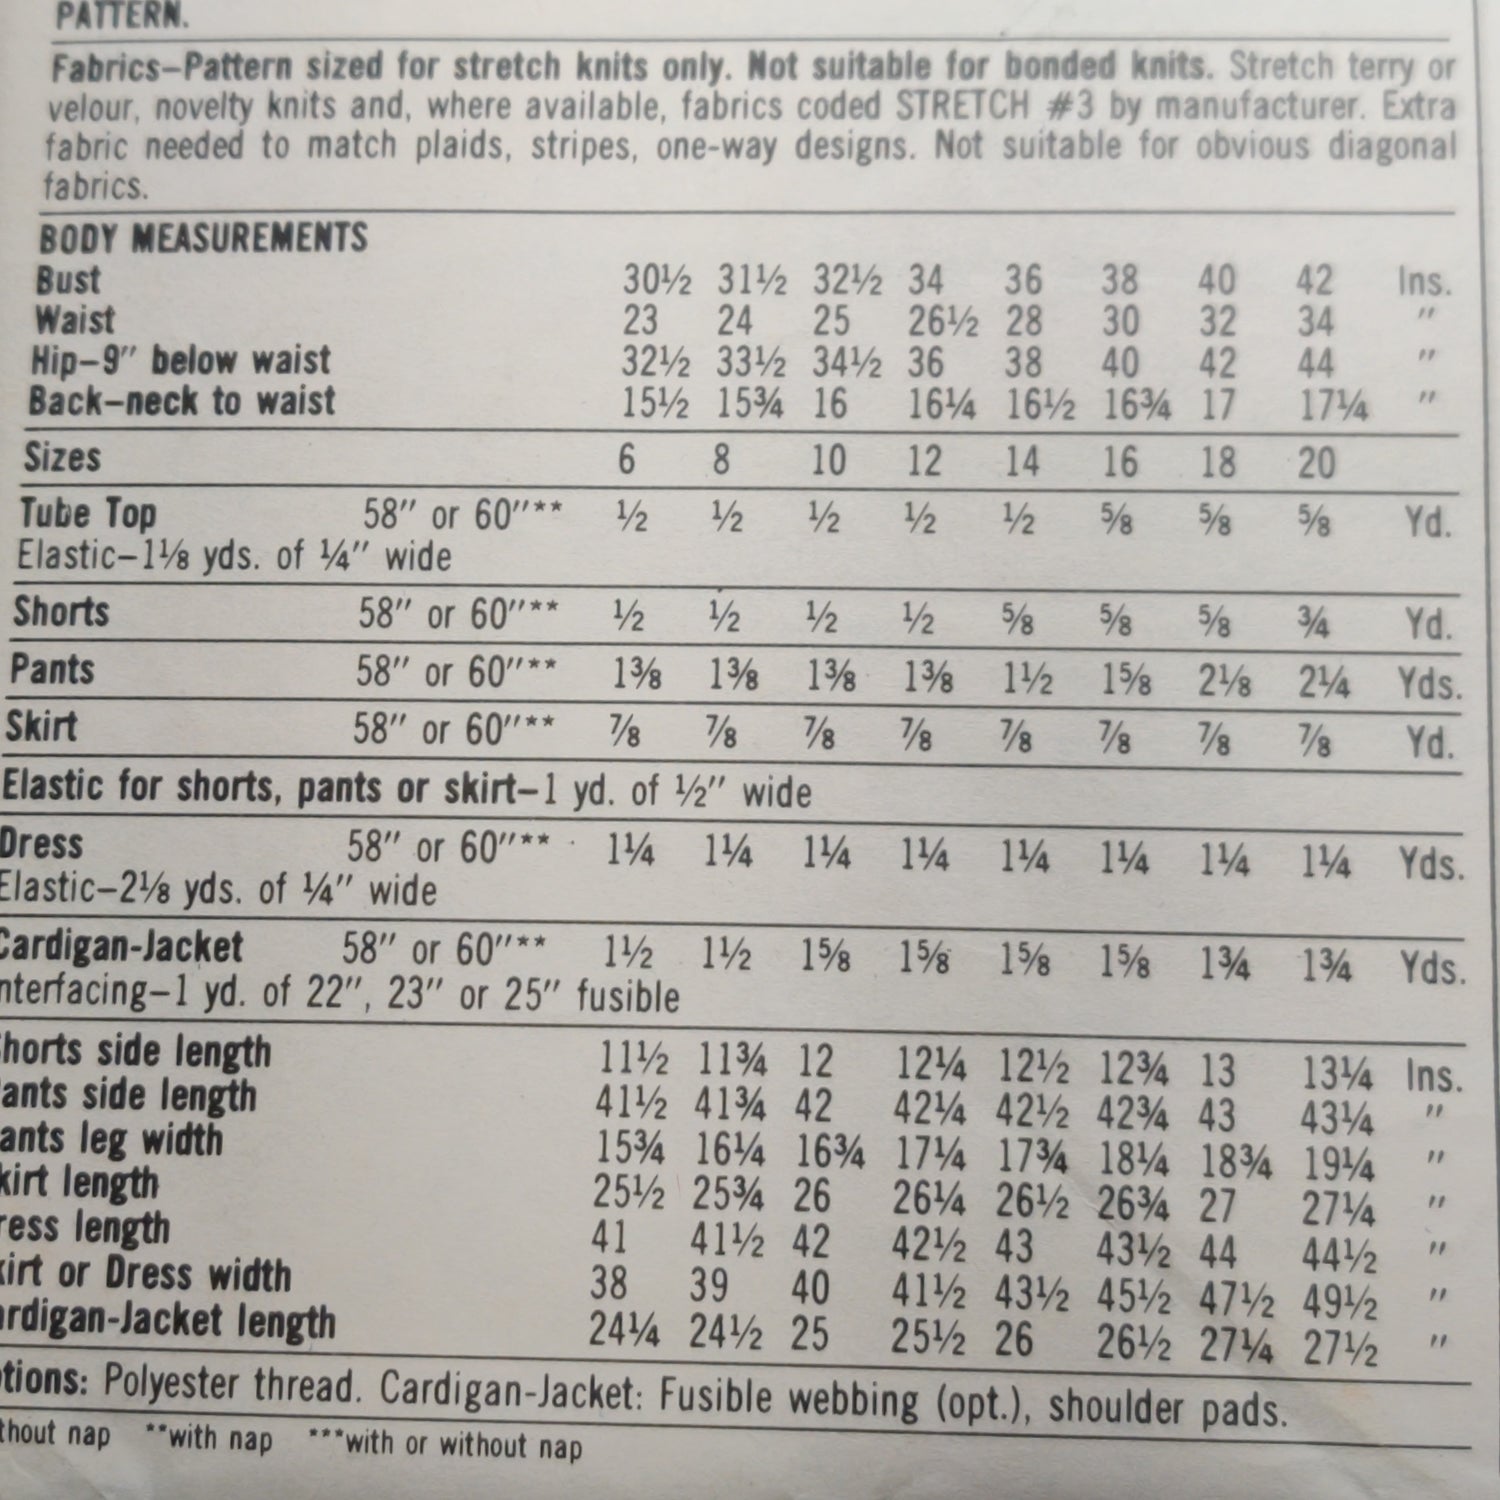 PATTERN.
Fabrics–Pattern sized for stretch knits only. Not suitable for bonded knits. Stretch terry or
velour, novelty knits and, where available, fabrics coded STRETCH #3 by manufacturer. Extra
fabric needed to match plaids, stripes, one-way designs. Not suitable for obvious diagonal
fabrics.
BODY MEASUREMENTS
Bust 30½ 31½ 32½ 34 36 38 40 42 Ins.
Waist 23 24 25 26½ 28 30 32 34 "
Hip–9" below waist 32½ 33½ 34½ 36 38 40 42 44 "
Back–neck to waist 15½ 15¾ 16 16¼ 16½ 16¾ 17 17¼ "
Sizes 6 8 10 12 14 16 18 20
Tube Top 58" or 60"** ½ ½ ½ ½ ½ ⅝ ⅝ ⅝ Yd.
Elastic–1⅛ yds. of ¼" wide
Shorts 58" or 60"** ½ ½ ½ ½ ⅝ ⅝ ⅝ ¾ Yd.
Pants 58" or 60"** 1⅜ 1⅜ 1⅜ 1⅜ 1½ 1⅝ 2⅛ 2¼ Yds.
Skirt 58" or 60"** ⅞ ⅞ ⅞ ⅞ ⅞ ⅞ ⅞ ⅞ Yd.
Elastic for shorts, pants or skirt–1 yd. of ½" wide
Dress 58" or 60"** 1¼ 1¼ 1¼ 1¼ 1¼ 1¼ 1¼ 1¼ Yds.
Elastic–2⅛ yds. of ¼" wide
Cardigan-Jacket 58" or 60"** 1½ 1½ 1⅝ 1⅝ 1⅝ 1⅝ 1¾ 1¾ Yds.
nterfacing–1 yd. of 22", 23" or 25" fusible
horts side length 11½ 11¾ 12 12¼ 12½ 12¾ 13 13¼ Ins.
ants side length 41½ 41¾ 42 42¼ 42½ 42¾ 43 43¼ "
ants leg width 15¾ 16¼ 16¾ 17¼ 17¾ 18¼ 18¾ 19¼ "
kirt length 25½ 25¾ 26 26¼ 26½ 26¾ 27 27¼ "
ress length 41 41½ 42 42½ 43 43½ 44 44½ "
kirt or Dress width 38 39 40 41½ 43½ 45½ 47½ 49½ "
ardigan-Jacket length 24¼ 24½ 25 25½ 26 26½ 27¼ 27½ "
tions: Polyester thread. Cardigan-Jacket: Fusible webbing (opt.), shoulder pads.
thout nap **with nap ***with or without nap